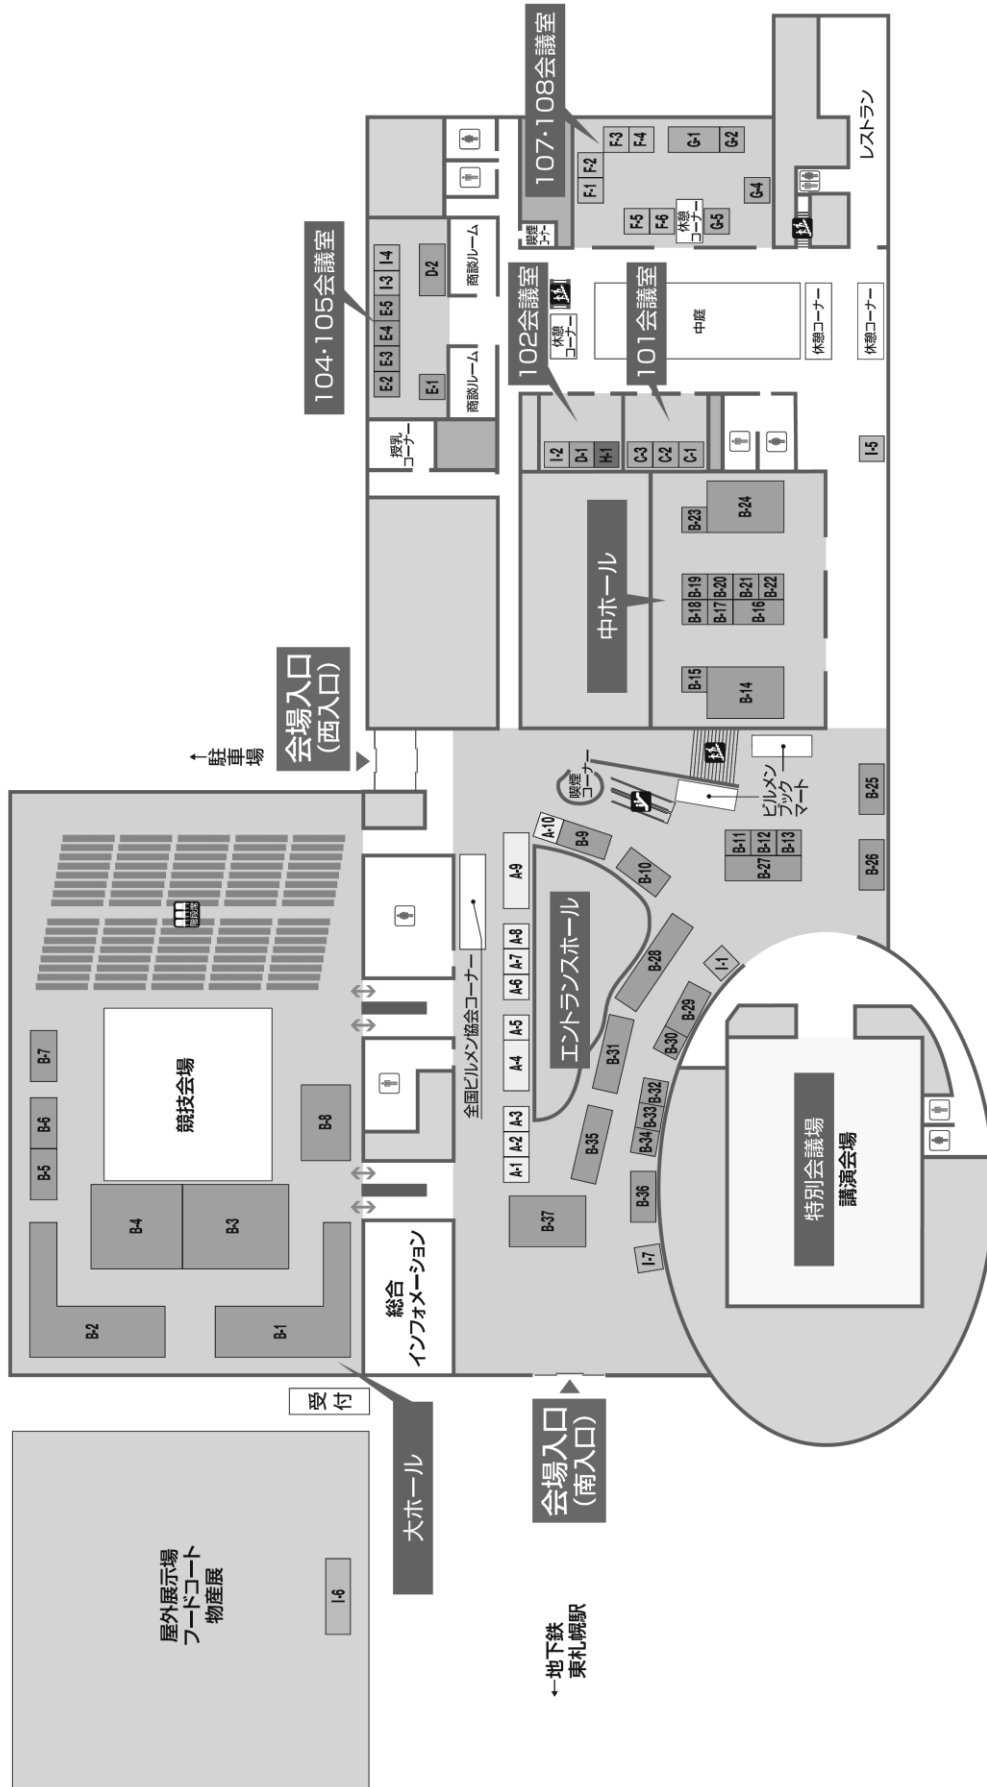 屋外展示場
フードコート
物産展
I-6
←地下鉄
東札幌駅
受付
大ホール
会場入口
(南入口)
総合
インフォメーション
B-2
B-1
B-4
B-3
B-5
B-6
B-7
B-8
競技会場
階段席
↑
駐車場
会場入口
(西入口)
全国ビルメン協会コーナー
エントランスホール
A-1
A-2
A-3
A-4
A-5
A-6
A-7
A-8
A-9
A-10
B-9
B-10
B-28
B-31
B-35
B-37
B-36
B-34
B-33
B-32
B-30
B-29
I-1
I-7
特別会議場
講演会場
喫煙
コーナー
ビルメン
ブック
マート
B-11
B-12
B-13
B-27
B-25
B-26
中ホール
B-15
B-14
B-18
B-17
B-16
B-19
B-20
B-21
B-22
B-23
B-24
I-5
102会議室
I-2
D-1
H-1
101会議室
C-3
C-2
C-1
授乳
コーナー
104・105会議室
E-2
E-3
E-4
E-5
I-3
I-4
E-1
D-2
商談ルーム
商談ルーム
休憩
コーナー
中庭
休憩コーナー
休憩コーナー
喫煙
コーナー
107・108会議室
F-1
F-2
F-3
F-4
F-5
F-6
休憩
コーナー
G-5
G-1
G-2
G-4
レストラン